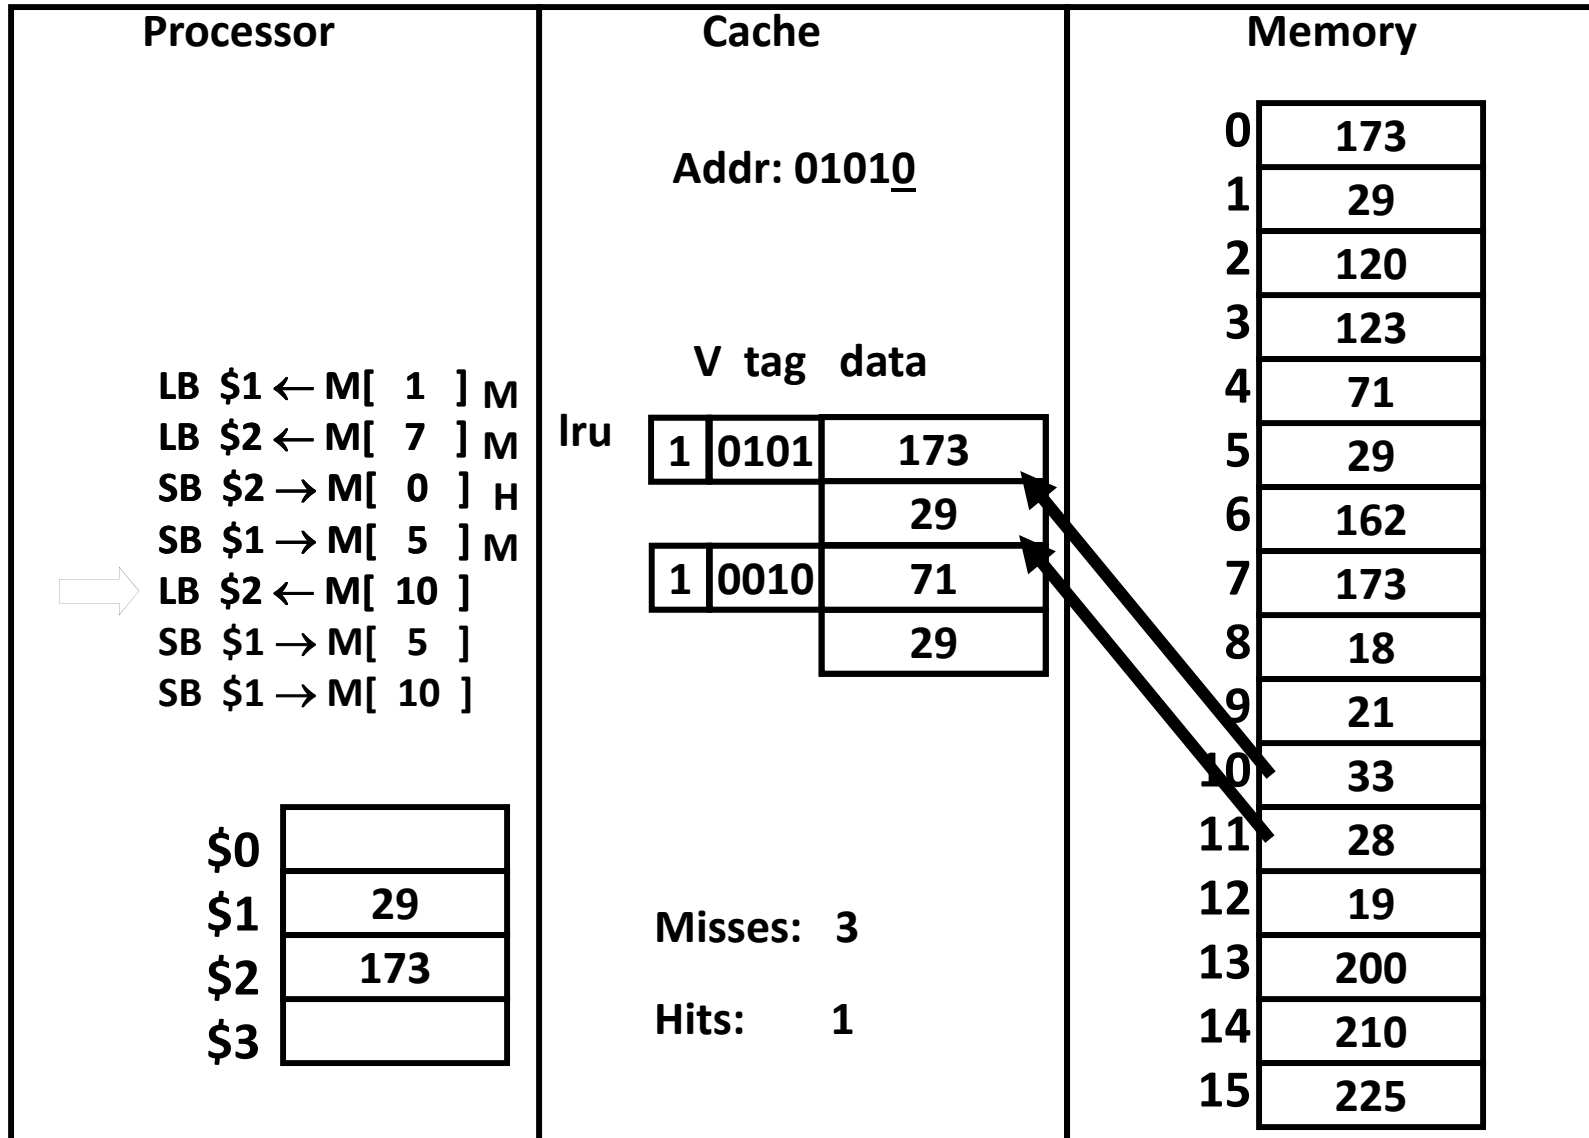 Processor
LB $1 ← M[ 1 ] M
LB $2 ← M[ 7 ] M
SB $2 → M[ 0 ] H
SB $1 → M[ 5 ] M
LB $2 ← M[ 10 ]
SB $1 → M[ 5 ]
SB $1 → M[ 10 ]
$0
$1 29
$2 173
$3
Cache
Addr: 01010
V tag data
lru 1 0101 173
29
1 0010 71
29
Misses: 3
Hits: 1
Memory
0 173
1 29
2 120
3 123
4 71
5 29
6 162
7 173
8 18
9 21
10 33
11 28
12 19
13 200
14 210
15 225